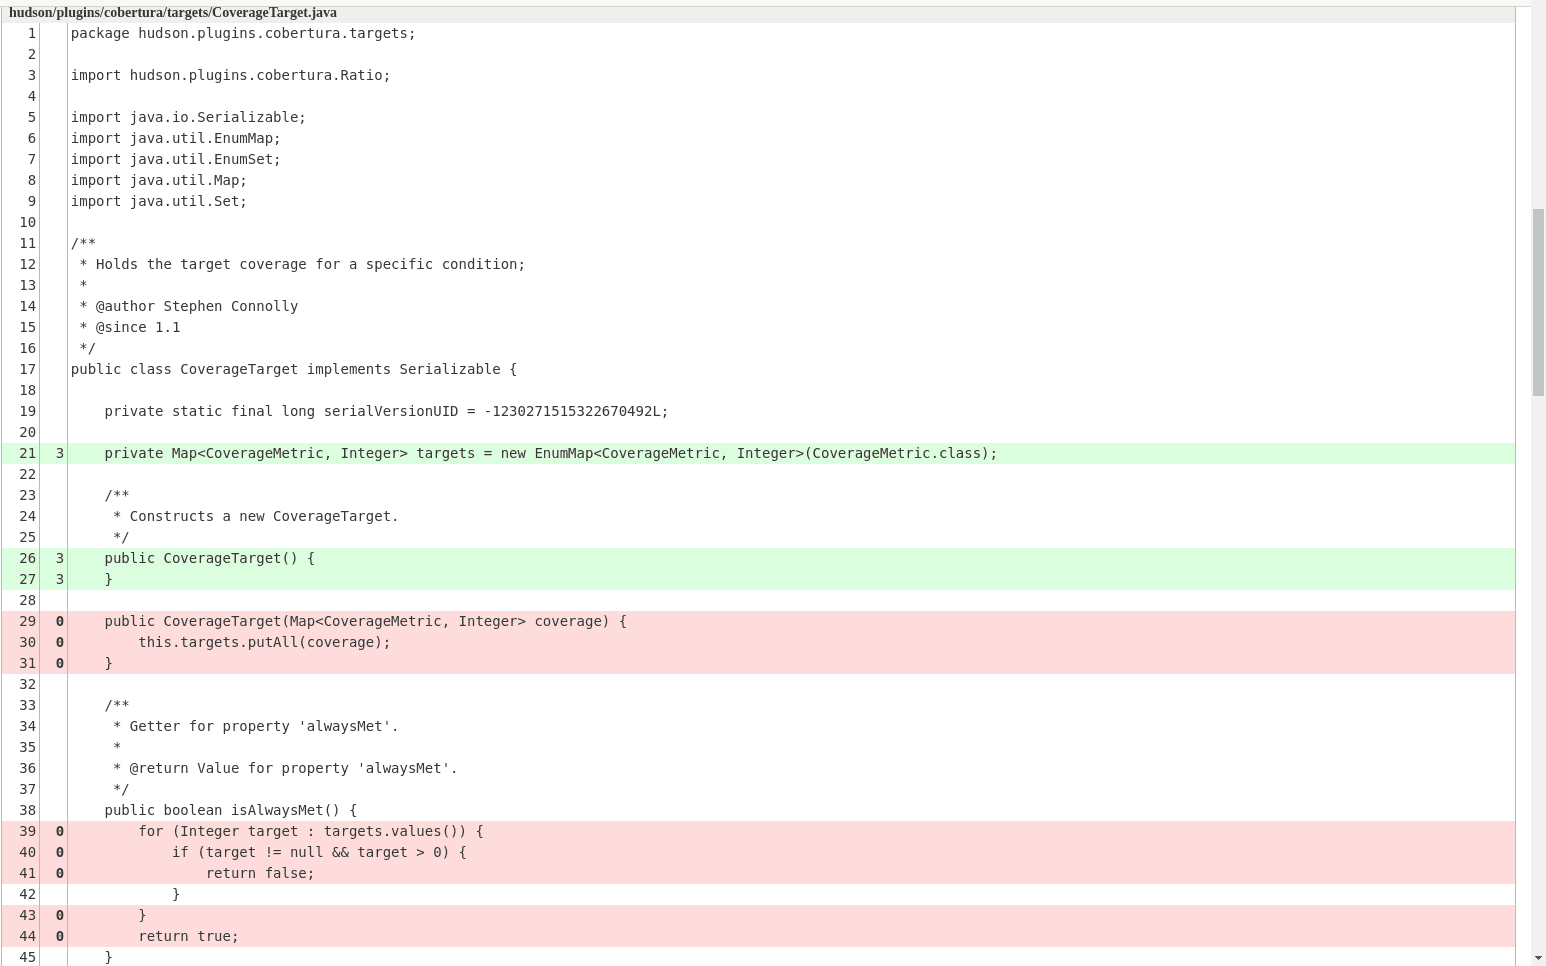 hudson/plugins/cobertura/targets/CoverageTarget.java
1 package hudson.plugins.cobertura.targets;
2
3 import hudson.plugins.cobertura.Ratio;
4
5 import java.io.Serializable;
6 import java.util.EnumMap;
7 import java.util.EnumSet;
8 import java.util.Map;
9 import java.util.Set;
10
11 /**
12  * Holds the target coverage for a specific condition;
13  *
14  * @author Stephen Connolly
15  * @since 1.1
16  */
17 public class CoverageTarget implements Serializable {
18
19     private static final long serialVersionUID = -1230271515322670492L;
20
21 3     private Map<CoverageMetric, Integer> targets = new EnumMap<CoverageMetric, Integer>(CoverageMetric.class);
22
23     /**
24      * Constructs a new CoverageTarget.
25      */
26 3     public CoverageTarget() {
27 3     }
28
29 0     public CoverageTarget(Map<CoverageMetric, Integer> coverage) {
30 0         this.targets.putAll(coverage);
31 0     }
32
33     /**
34      * Getter for property 'alwaysMet'.
35      *
36      * @return Value for property 'alwaysMet'.
37      */
38     public boolean isAlwaysMet() {
39 0         for (Integer target : targets.values()) {
40 0             if (target != null && target > 0) {
41 0                 return false;
42             }
43 0         }
44 0         return true;
45     }